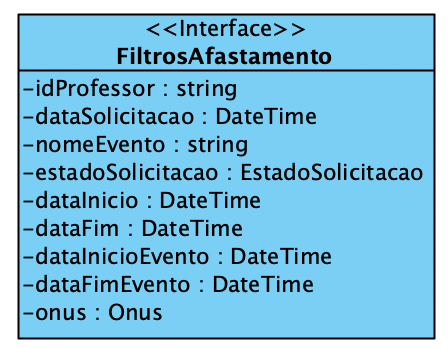 <<Interface>>
FiltrosAfastamento
-idProfessor : string
-dataSolicitacao : DateTime
-nomeEvento : string
-estadoSolicitacao : EstadoSolicitacao
-dataInicio : DateTime
-dataFim : DateTime
-dataInicioEvento : DateTime
-dataFimEvento : DateTime
-onus : Onus